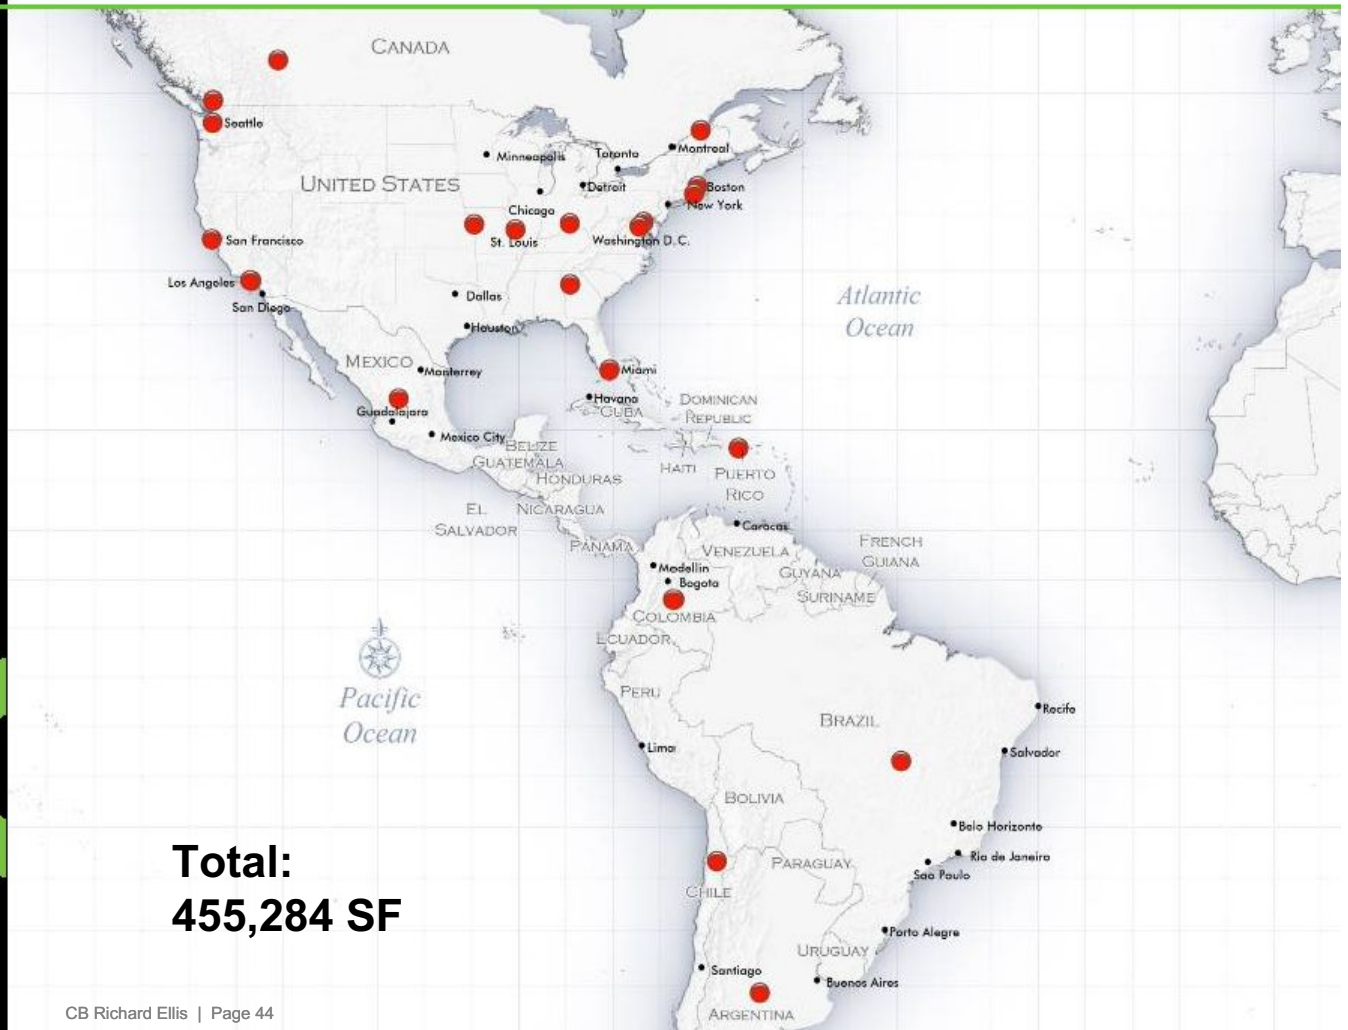 CANADA
Seattle
Minneapolis
Toronto
Montreal
UNITED STATES
Detroit
Boston
Chicago
New York
St. Louis
Washington D.C.
San Francisco
Los Angeles
San Diego
Dallas
Houston
Atlantic
Ocean
MEXICO
Monterrey
Miami
Guadalajara
Havana
CUBA
DOMINICAN
REPUBLIC
Mexico City
BELIZE
GUATEMALA
HONDURAS
HAITI
PUERTO
RICO
EL
SALVADOR
NICARAGUA
Caracas
PANAMA
VENEZUELA
FRENCH
GUIANA
Medellin
Bogota
GUYANA
SURINAME
COLOMBIA
ECUADOR
Pacific
Ocean
PERU
BRAZIL
Recife
Lima
Salvador
BOLIVIA
Belo Horizonte
Rio de Janeiro
PARAGUAY
Sao Paulo
CHILE
Total:
455,284 SF
Porto Alegre
URUGUAY
Santiago
Buenos Aires
ARGENTINA
CB Richard Ellis | Page 44